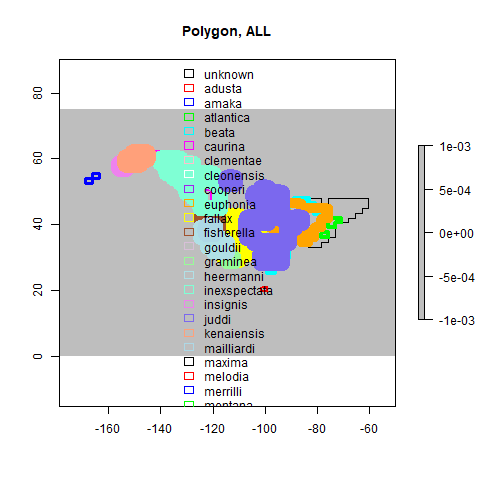 Polygon, ALL
unknown
adusta
amaka
atlantica
beata
caurina
clementae
cleonensis
cooperi
euphonia
fallax
fisherella
gouldii
graminea
heermanni
inexspectata
insignis
juddi
kenaiensis
mailliardi
maxima
melodia
merrilli
montana
80
60
40
20
0
-160
-140
-120
-100
-80
-60
1e-03
5e-04
0e+00
-5e-04
-1e-03